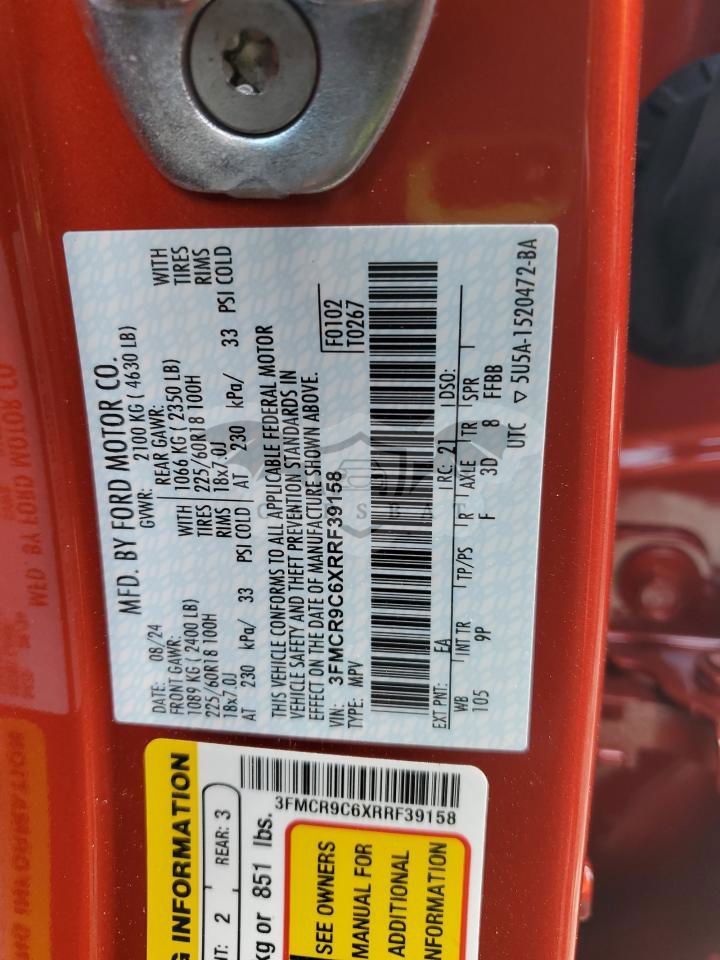 MFD. BY FORD MOTOR CO.
DATE: 08/24 GVWR: 2100 KG ( 4630 LB)
FRONT GAWR: REAR GAWR:
1089 KG ( 2400 LB) WITH 1066 KG ( 2350 LB) WITH
225/60R18 100H TIRES 225/60R18 100H TIRES
18x7.0J RIMS 18x7.0J RIMS
AT 230 kPa/ 33 PSI COLD AT 230 kPa/ 33 PSI COLD
THIS VEHICLE CONFORMS TO ALL APPLICABLE FEDERAL MOTOR
VEHICLE SAFETY AND THEFT PREVENTION STANDARDS IN
EFFECT ON THE DATE OF MANUFACTURE SHOWN ABOVE.
VIN: 3FMCR9C6XRRF39158
TYPE: MPV
F0102
T0267
EXT PNT: EA RC: 21 DSO:
WB INT TR TP/PS R AXLE TR SPR
105 9P F 3D 8 FFBB
UTC ▽ 5U5A-1520472-BA
G INFORMATION
NT: 2 REAR: 3
kg or 851 lbs.
3FMCR9C6XRRF39158
SEE OWNERS
MANUAL FOR
ADDITIONAL
NFORMATION